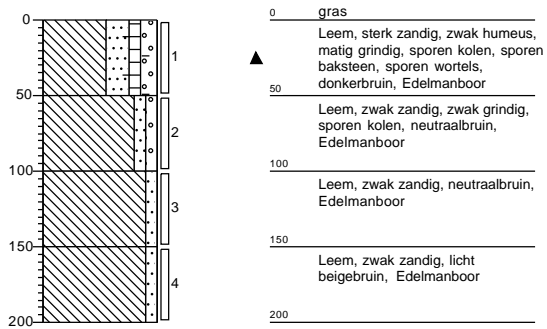 0
50
100
150
200
1
2
3
4
0 gras
Leem, sterk zandig, zwak humeus,
matig grindig, sporen kolen, sporen
baksteen, sporen wortels,
donkerbruin, Edelmanboor
50
Leem, zwak zandig, zwak grindig,
sporen kolen, neutraalbruin,
Edelmanboor
100
Leem, zwak zandig, neutraalbruin,
Edelmanboor
150
Leem, zwak zandig, licht
beigebruin, Edelmanboor
200